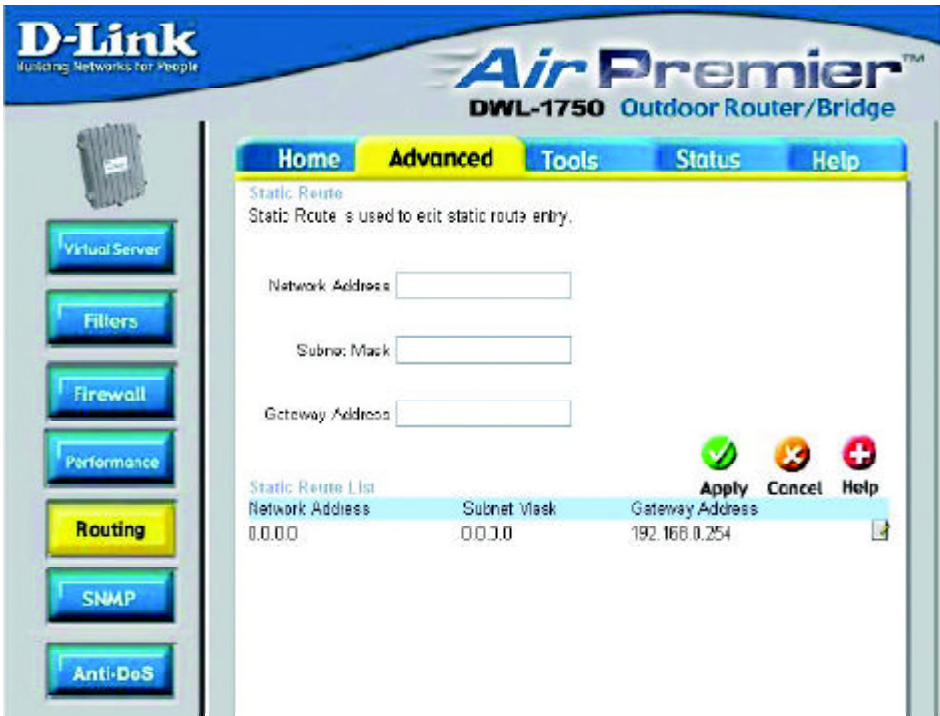 D-Link
Building Networks for People
Air Premier™
DWL-1750 Outdoor Router/Bridge
Home
Advanced
Tools
Status
Help
Virtual Server
Filters
Firewall
Performance
Routing
SNMP
Anti-DoS
Static Route
Static Route is used to edit static route entry.
Network Address
Subnet Mask
Gateway Address
Apply
Cancel
Help
Static Route List
Network Address Subnet Mask Gateway Address
0.0.0.0 0.0.0.0 192.168.0.254